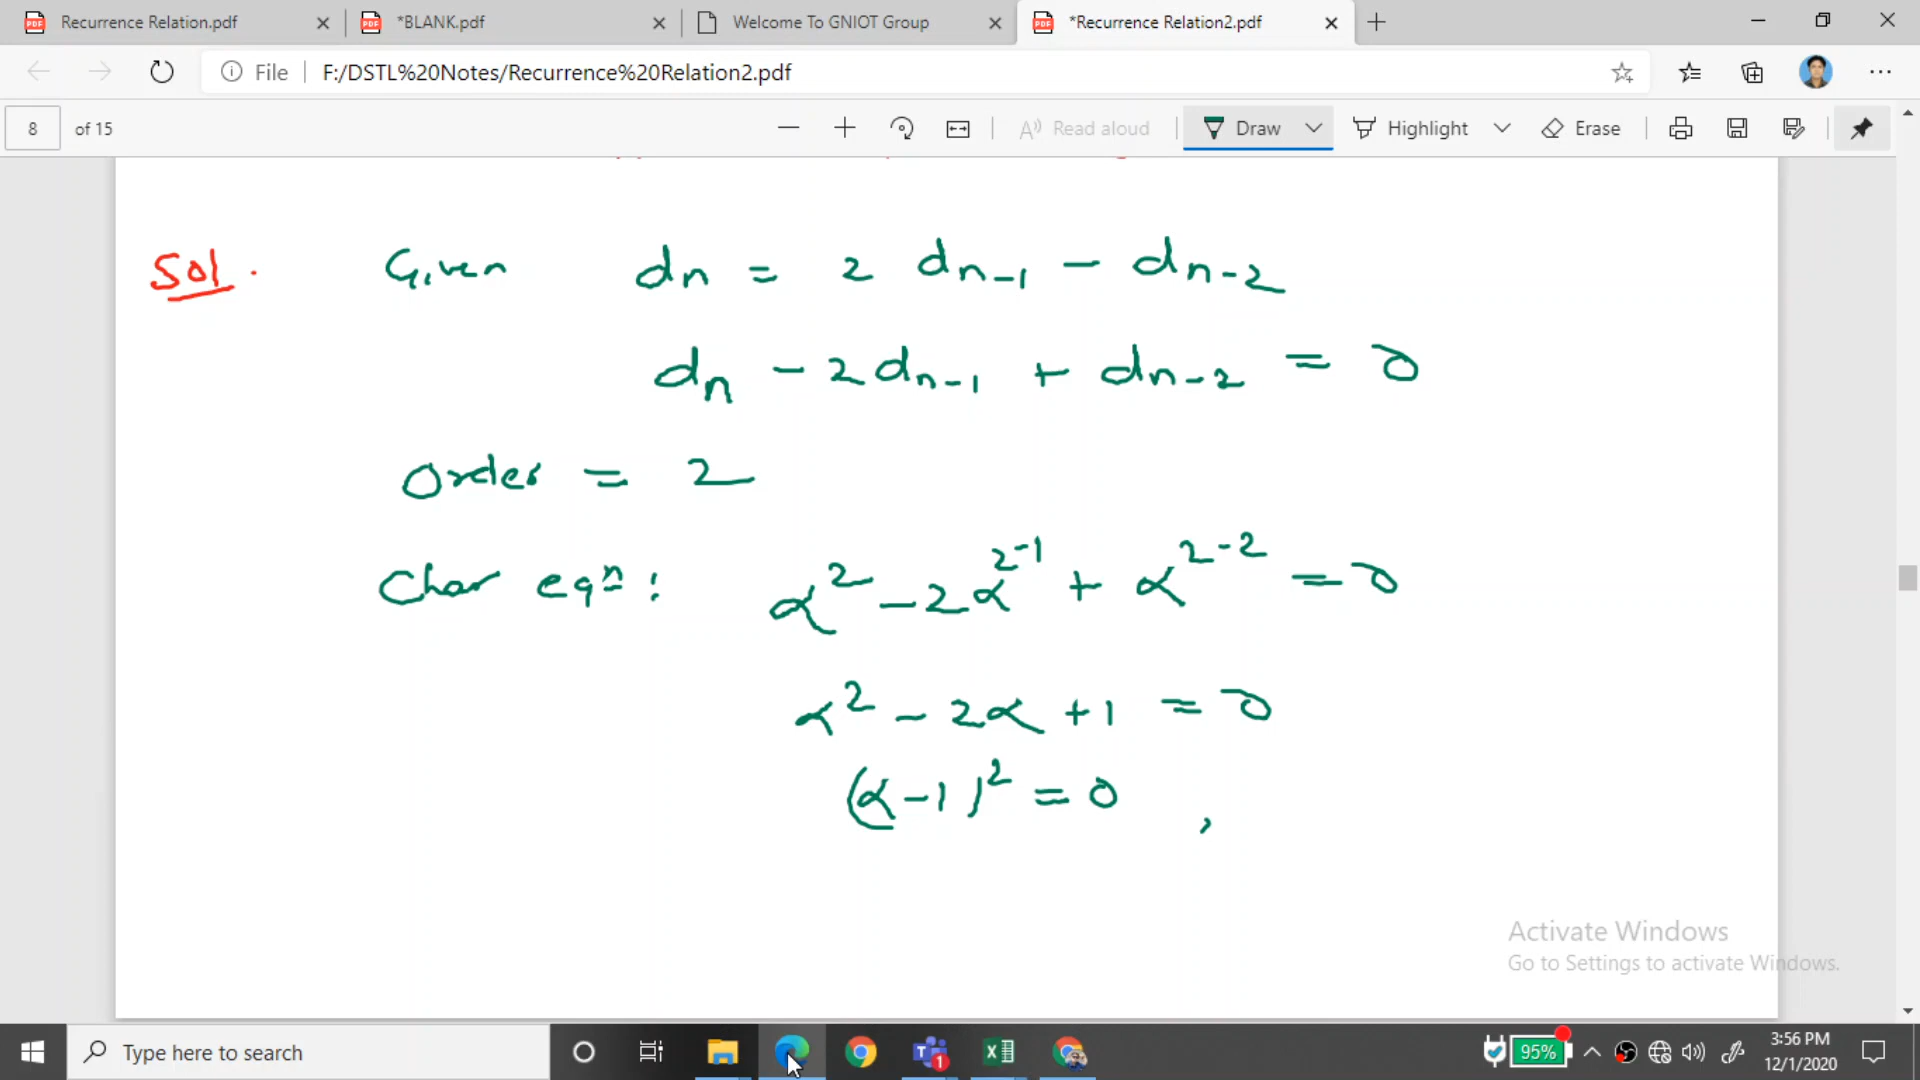 Recurrence Relation.pdf
*BLANK.pdf
Welcome To GNIOT Group
*Recurrence Relation2.pdf
File
F:/DSTL%20Notes/Recurrence%20Relation2.pdf
8 of 15
Read aloud
Draw
Highlight
Erase
Sol. Given dn = 2 dn-1 - dn-2
dn - 2dn-1 + dn-2 = 0
Order = 2
Char eqⁿ : α² - 2α²⁻¹ + α²⁻² = 0
α² - 2α + 1 = 0
(α-1)² = 0 ,
Activate Windows
Go to Settings to activate Windows.
Type here to search
1
95%
3:56 PM
12/1/2020